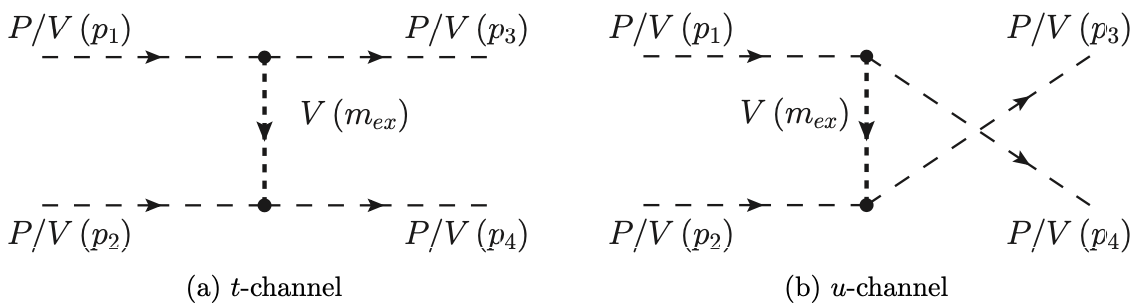 P/V (p₁) P/V (p₃) P/V (p₁) P/V (p₃)
V (mₑₓ) V (mₑₓ)
P/V (p₂) P/V (p₄) P/V (p₂) P/V (p₄)
(a) t-channel (b) u-channel